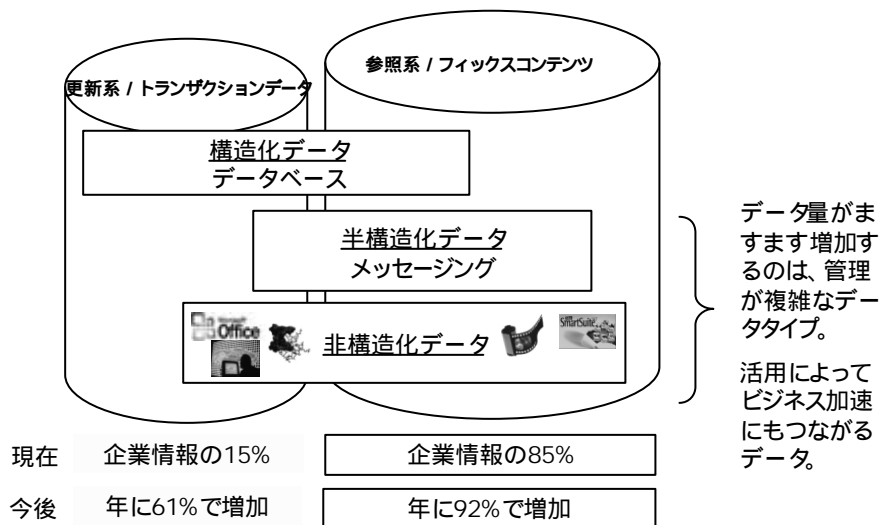 更新系 / トランザクションデータ
参照系 / フィックスコンテンツ
構造化データ
データベース
半構造化データ
メッセージング
Microsoft
Office
非構造化データ
SmartSuite
データ量がま
すます増加す
るのは、管理
が複雑なデー
タタイプ。
活用によって
ビジネス加速
にもつながる
データ。
現在
企業情報の15%
企業情報の85%
今後
年に61%で増加
年に92%で増加